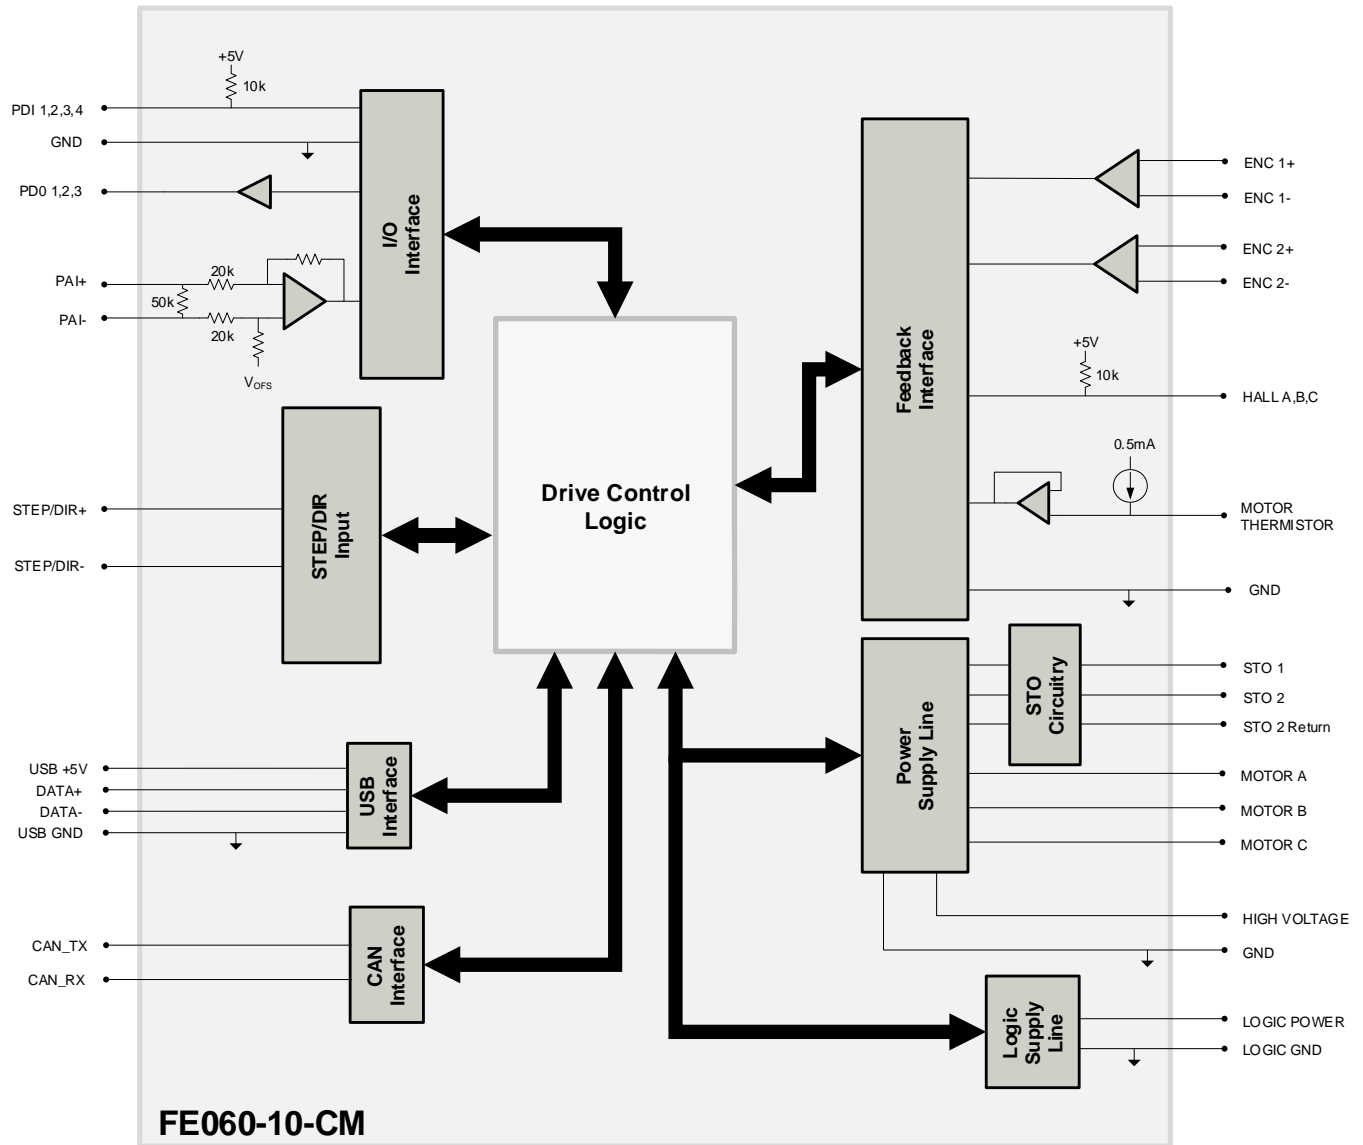 +5V
10k
PDI 1,2,3,4
GND
PD0 1,2,3
PAI+
20k
50k
PAI-
20k
VOFS
I/O
Interface
STEP/DIR+
STEP/DIR-
STEP/DIR
Input
Drive Control
Logic
USB +5V
DATA+
DATA-
USB GND
USB
Interface
CAN_TX
CAN_RX
CAN
Interface
Feedback
Interface
ENC 1+
ENC 1-
ENC 2+
ENC 2-
+5V
10k
HALL A,B,C
0.5mA
MOTOR
THERMISTOR
GND
Power
Supply Line
STO
Circuitry
STO 1
STO 2
STO 2 Return
MOTOR A
MOTOR B
MOTOR C
HIGH VOLTAGE
GND
Logic
Supply
Line
LOGIC POWER
LOGIC GND
FE060-10-CM